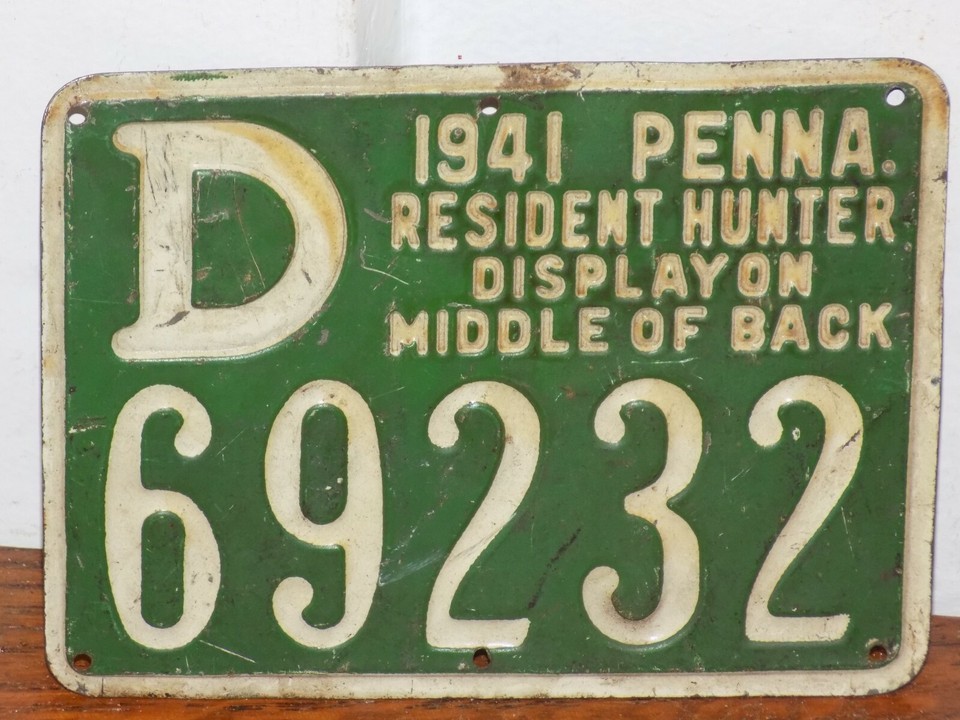 D
1941 PENNA.
RESIDENT HUNTER
DISPLAY ON
MIDDLE OF BACK
69232